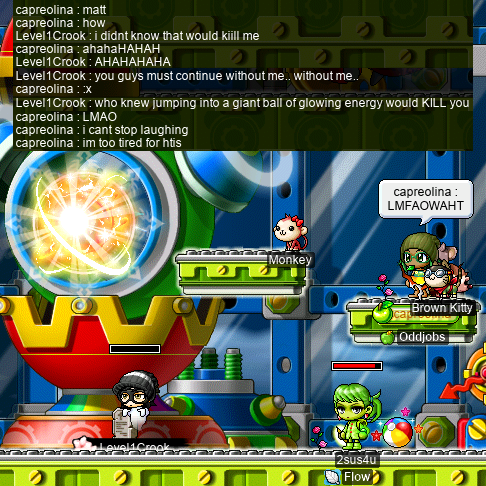 capreolina : matt
capreolina : how
Level1Crook : i didnt know that would kiill me
capreolina : ahahaHAHAH
Level1Crook : AHAHAHAHA
Level1Crook : you guys must continue without me.. without me..
capreolina : :x
Level1Crook : who knew jumping into a giant ball of glowing energy would KILL you
capreolina : LMAO
capreolina : i cant stop laughing
capreolina : im too tired for htis
capreolina :
LMFAOWAHT
Monkey
Brown Kitty
capreolina
Oddjobs
Level1Crook
2sus4u
Flow